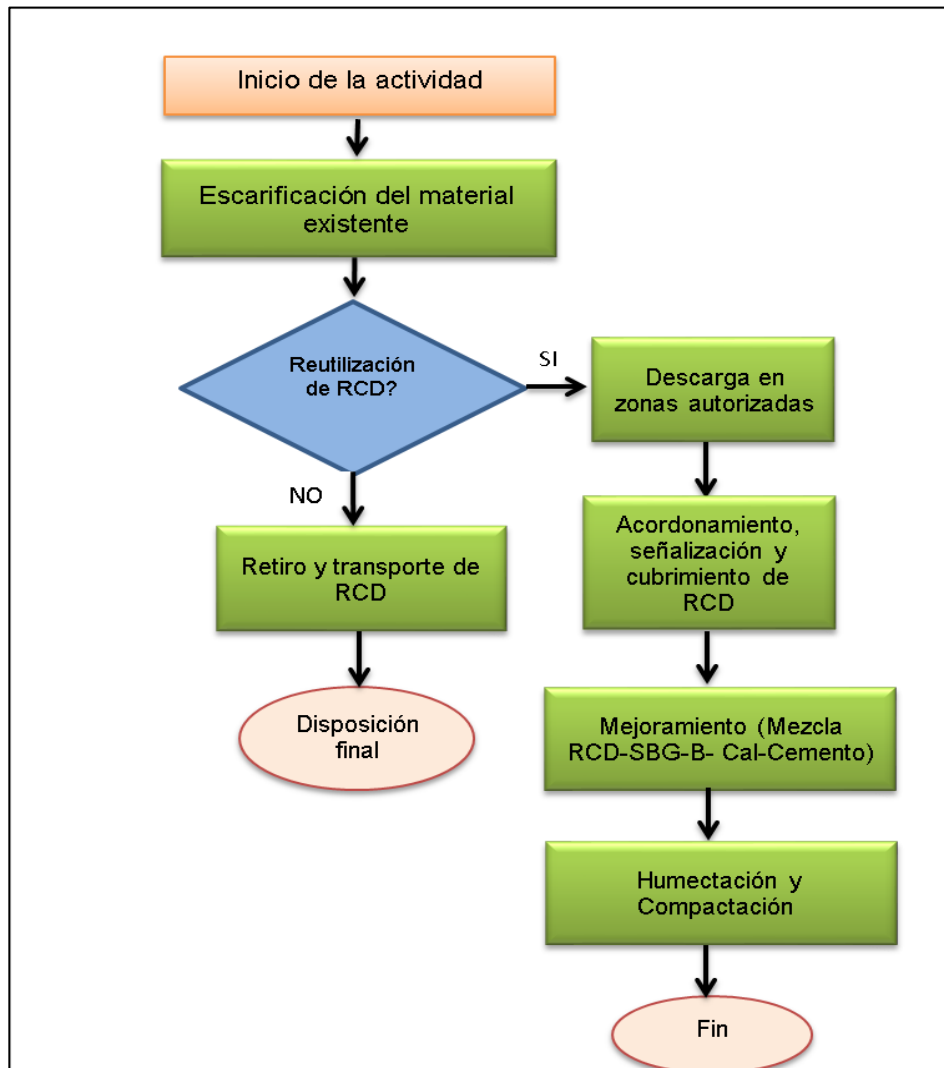 Inicio de la actividad
Escarificación del material
existente
Reutilización
de RCD?
SI
Descarga en
zonas autorizadas
NO
Retiro y transporte de
RCD
Acordonamiento,
señalización y
cubrimiento de
RCD
Disposición
final
Mejoramiento (Mezcla
RCD-SBG-B- Cal-Cemento)
Humectación y
Compactación
Fin